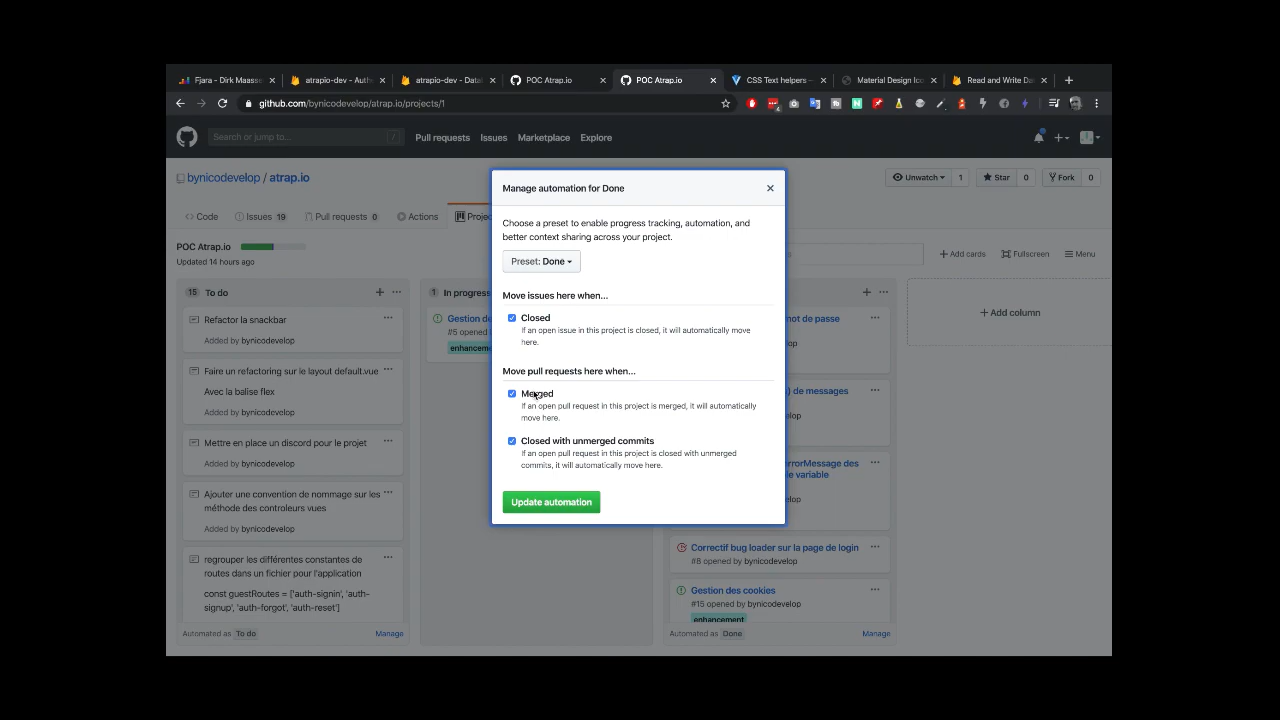 Fjara - Dirk Maass
atrapio-dev - Auth
atrapio-dev - Data
POC Atrap.io
POC Atrap.io
CSS Text helpers —
Material Design Ico
Read and Write Da
github.com/bynicodevelop/atrap.io/projects/1
Search or jump to...
/
Pull requests
Issues
Marketplace
Explore
bynicodevelop / atrap.io
Unwatch
1
Star
0
Fork
0
Code
Issues 19
Pull requests 0
Actions
Projec
POC Atrap.io
Updated 14 hours ago
Add cards
Fullscreen
Menu
15 To do
Refactor la snackbar
Added by bynicodevelop
Faire un refactoring sur le layout default.vue
Avec la balise flex
Added by bynicodevelop
Mettre en place un discord pour le projet
Added by bynicodevelop
Ajouter une convention de nommage sur les
méthode des controleurs vues
Added by bynicodevelop
regrouper les différentes constantes de
routes dans un fichier pour l'application
const guestRoutes = ['auth-signin', 'auth-
signup', 'auth-forgot', 'auth-reset']
Automated as To do
Manage
1 In progress
Gestion de
#5 opened
enhancement
Manage automation for Done
Choose a preset to enable progress tracking, automation, and
better context sharing across your project.
Preset: Done
Move issues here when...
Closed
If an open issue in this project is closed, it will automatically move
here.
Move pull requests here when...
Merged
If an open pull request in this project is merged, it will automatically
move here.
Closed with unmerged commits
If an open pull request in this project is closed with unmerged
commits, it will automatically move here.
Update automation
mot de passe
) de messages
errorMessage des
le variable
Correctif bug loader sur la page de login
#8 opened by bynicodevelop
Gestion des cookies
#15 opened by bynicodevelop
enhancement
Automated as Done
Manage
Add column